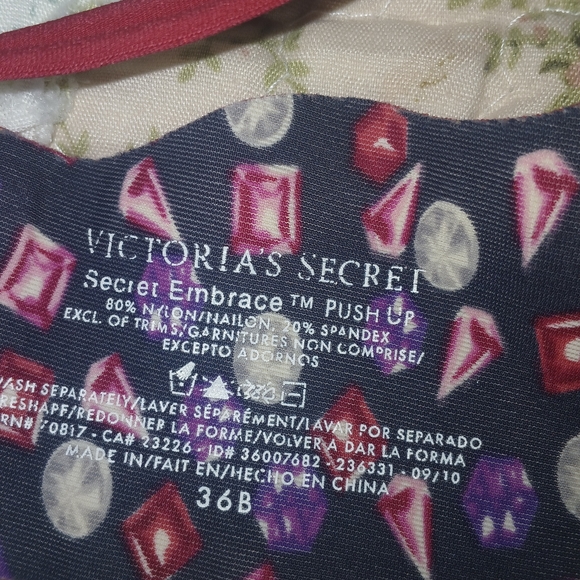 VICTORIA'S SECRET
Secret Embrace™ PUSH UP
80% NYLON/NAILON, 20% SPANDEX
EXCL. OF TRIMS/GARNITURES NON COMPRISE/
EXCEPTO ADORNOS
WASH SEPARATELY/LAVER SÉPARÉMENT/LAVAR POR SEPARADO
RESHAPE/REDONNER LA FORME/VOLVER A DAR LA FORMA
RN# 70817 - CA# 23226 - ID# 36007682 - 236331 - 09/10
MADE IN/FAIT EN/HECHO EN CHINA
36B